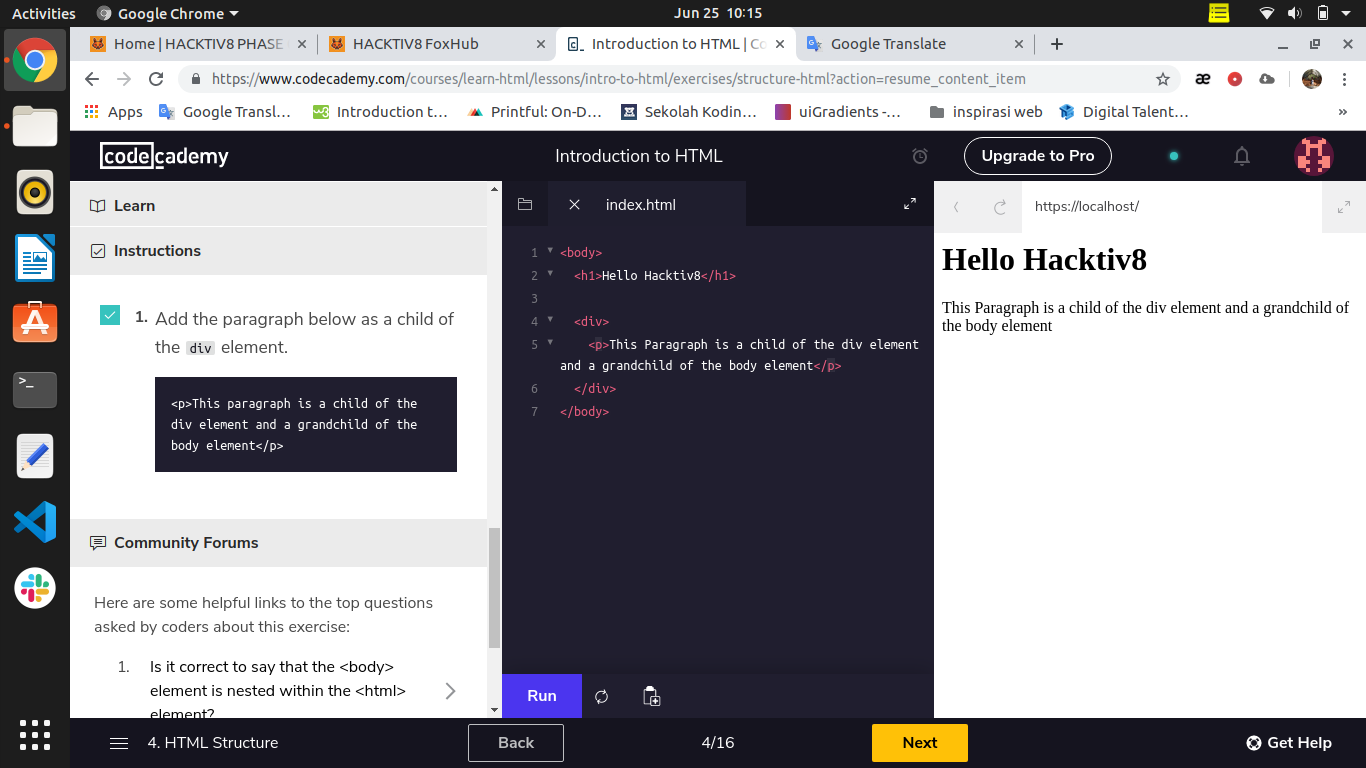 Activities
Google Chrome
Jun 25 10:15
Home | HACKTIV8 PHASE
HACKTIV8 FoxHub
Introduction to HTML | Co
Google Translate
https://www.codecademy.com/courses/learn-html/lessons/intro-to-html/exercises/structure-html?action=resume_content_item
Apps
Google Transl…
Introduction t…
Printful: On-D…
Sekolah Kodin…
uiGradients -…
inspirasi web
Digital Talent…
»
codecademy
Introduction to HTML
Upgrade to Pro
Learn
Instructions
1. Add the paragraph below as a child of
the div element.
<p>This paragraph is a child of the
div element and a grandchild of the
body element</p>
Community Forums
Here are some helpful links to the top questions
asked by coders about this exercise:
1. Is it correct to say that the <body>
element is nested within the <html>
element?
index.html
1 <body>
2 <h1>Hello Hacktiv8</h1>
3
4 <div>
5 <p>This Paragraph is a child of the div element
and a grandchild of the body element</p>
6 </div>
7 </body>
Run
https://localhost/
Hello Hacktiv8
This Paragraph is a child of the div element and a grandchild of
the body element
4. HTML Structure
Back
4/16
Next
Get Help